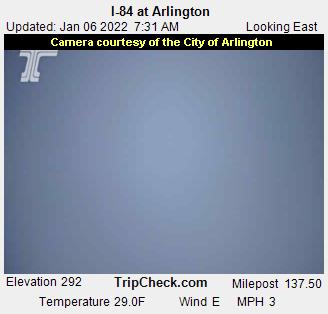 I-84 at Arlington
Updated: Jan 06 2022 7:31 AM Looking East
Camera courtesy of the City of Arlington
Elevation 292 TripCheck.com Milepost 137.50
Temperature 29.0F Wind E MPH 3